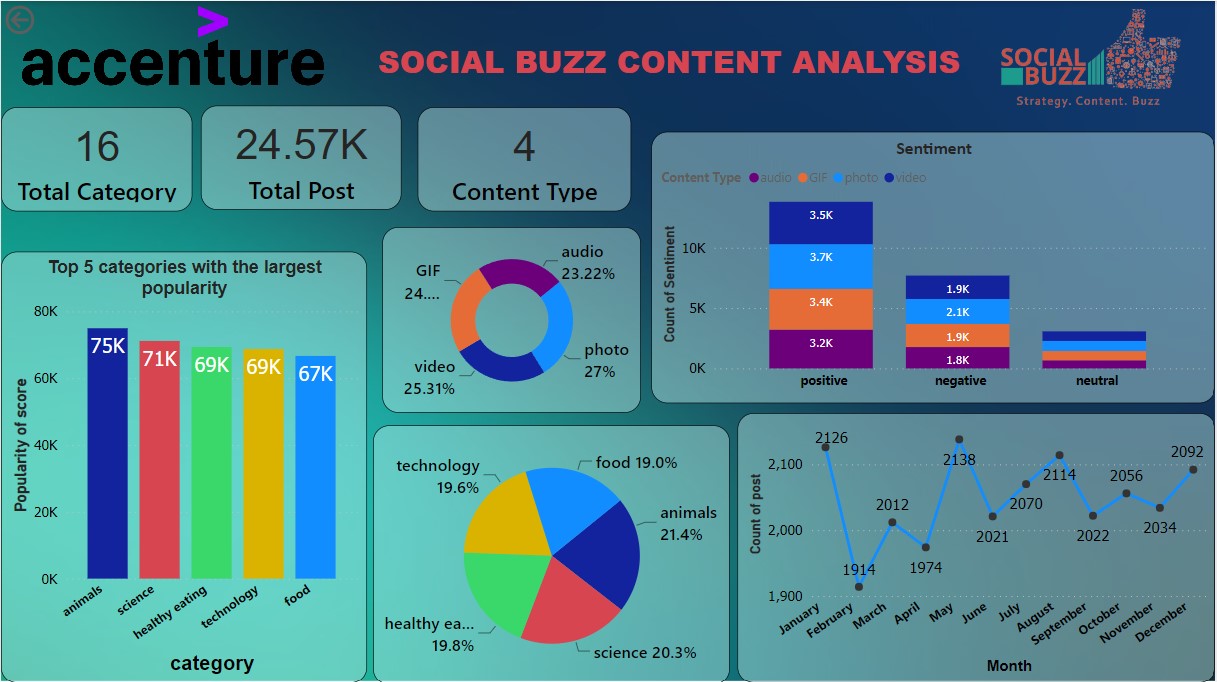 >
accenture
SOCIAL BUZZ CONTENT ANALYSIS
SOCIAL
BUZZ
Strategy. Content. Buzz
16
Total Category
24.57K
Total Post
4
Content Type
Sentiment
Content Type audio GIF photo video
Count of Sentiment
10K
5K
0K
3.5K
3.7K
3.4K
3.2K
1.9K
2.1K
1.9K
1.8K
positive negative neutral
Top 5 categories with the largest
popularity
Popularity of score
80K
60K
40K
20K
0K
75K
71K
69K
69K
67K
animals
science
healthy eating
technology
food
category
audio
23.22%
GIF
24....
photo
27%
video
25.31%
food 19.0%
technology
19.6%
animals
21.4%
healthy ea...
19.8%
science 20.3%
Count of post
2,100
2,000
1,900
2126
1914
2012
1974
2138
2021
2070
2114
2022
2056
2034
2092
January
February
March
April
May
June
July
August
September
October
November
December
Month